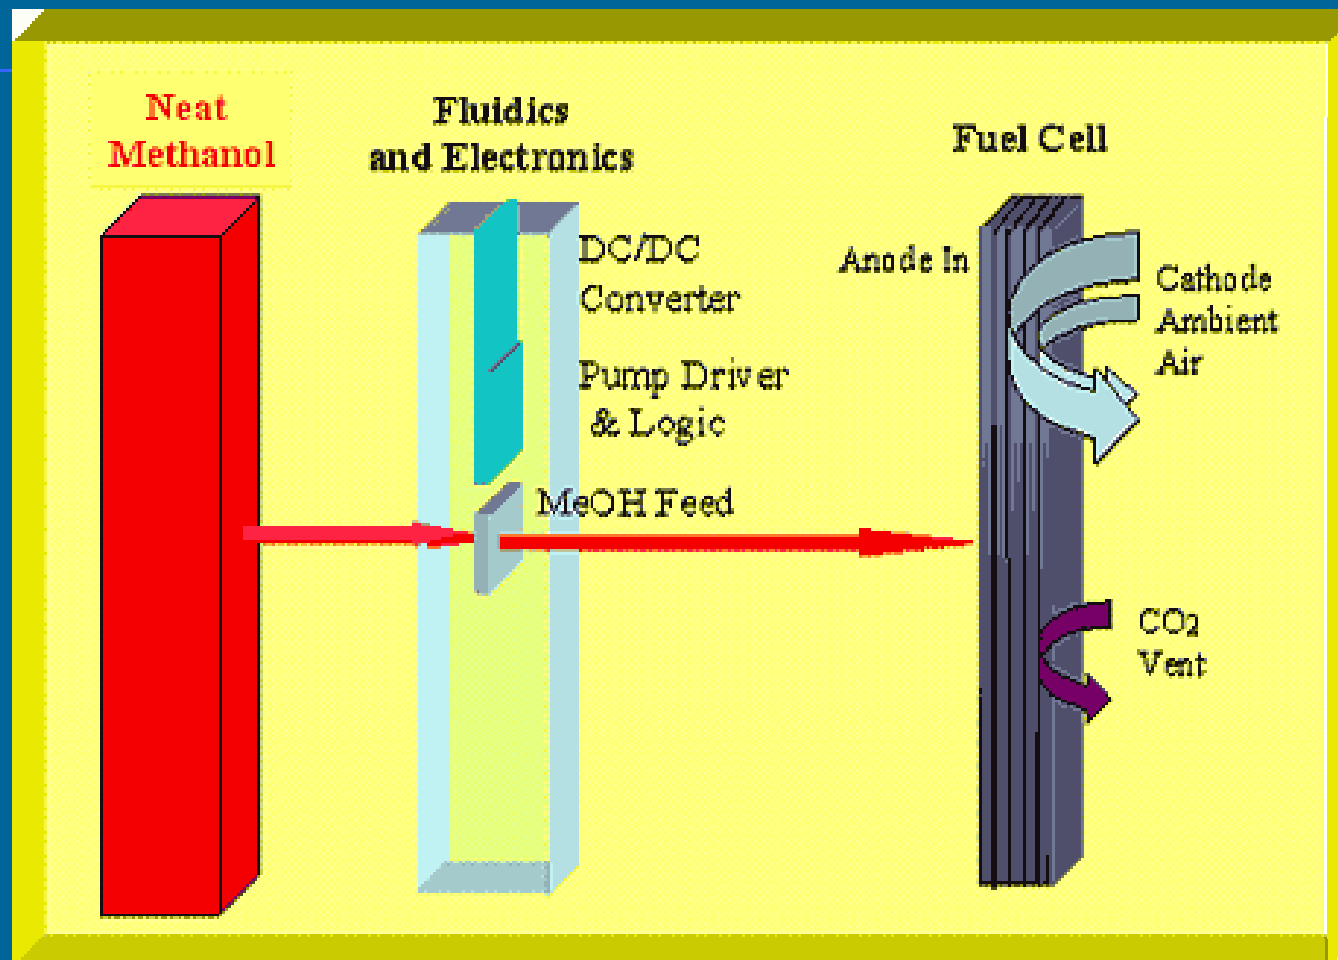 Neat
Methanol
Fluidics
and Electronics
Fuel Cell
DC/DC
Converter
Pump Driver
& Logic
MeOH Feed
Anode In
Cathode
Ambient
Air
CO2
Vent